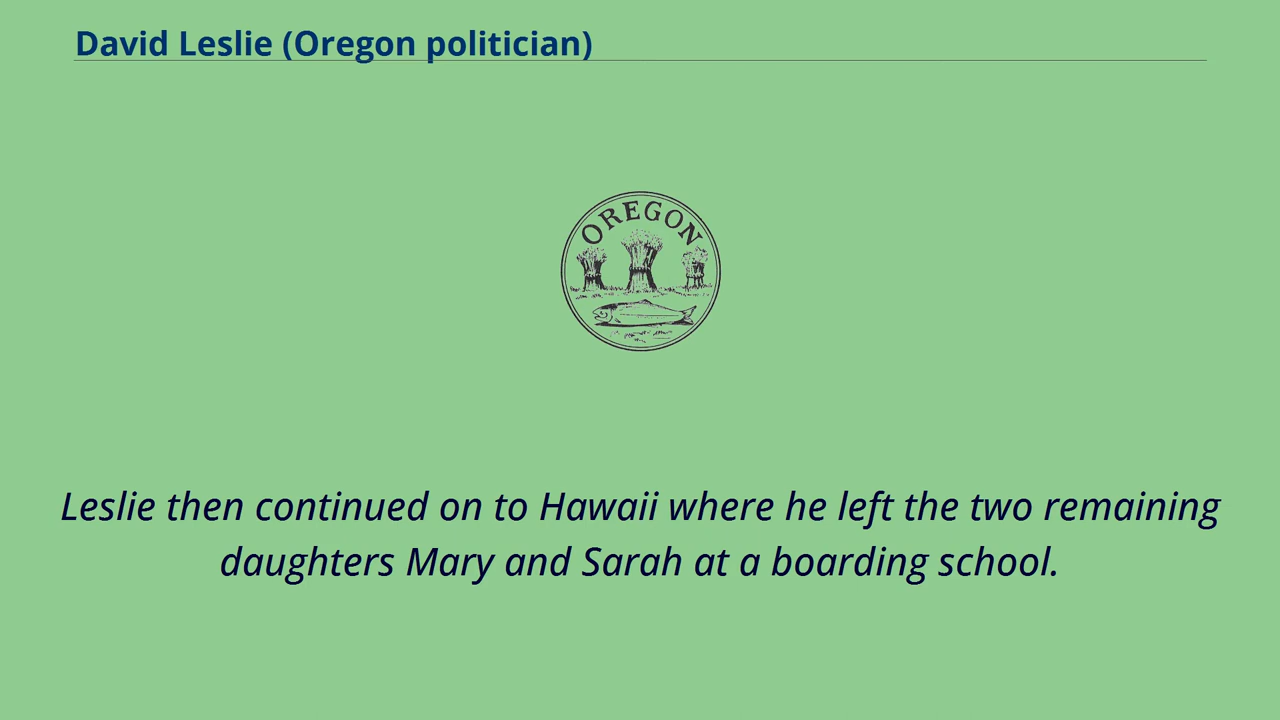 David Leslie (Oregon politician)
OREGON
Leslie then continued on to Hawaii where he left the two remaining
daughters Mary and Sarah at a boarding school.